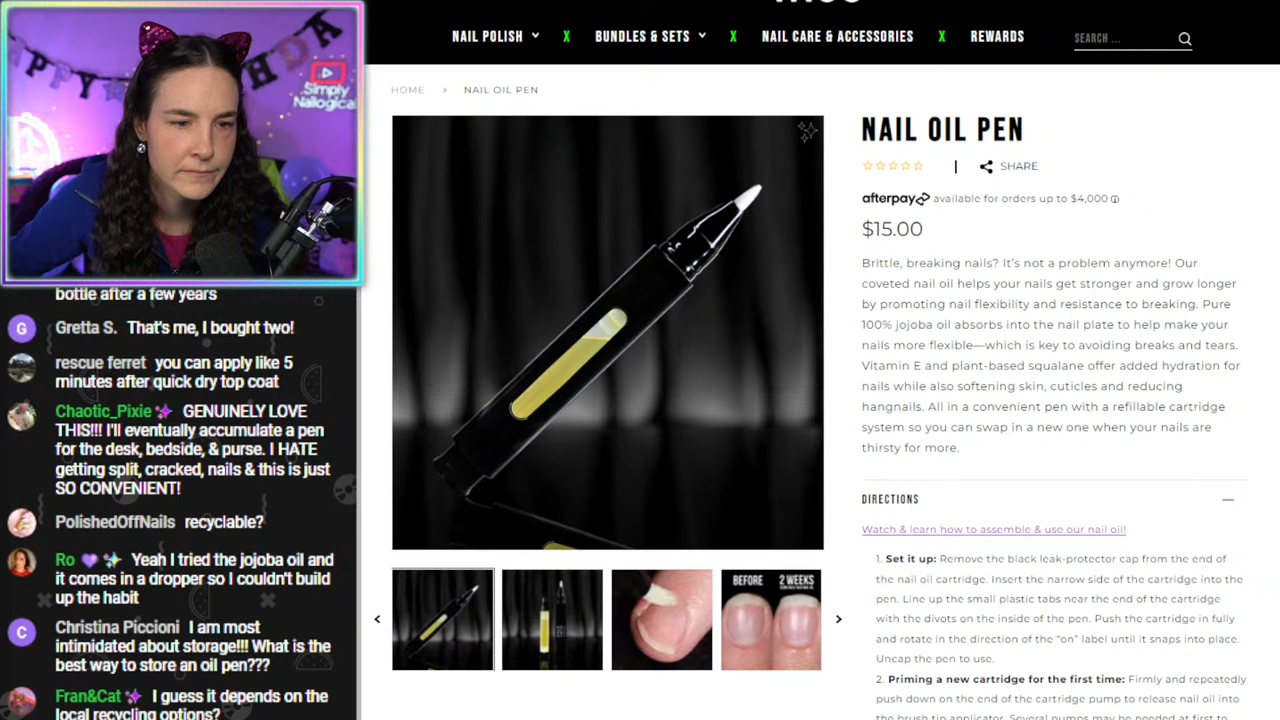 HDA
Simply
Nailogical
bottle after a few years
G
Gretta S. That's me, I bought two!
rescue ferret you can apply like 5
minutes after quick dry top coat
Chaotic_Pixie GENUINELY LOVE
THIS!!! I'll eventually accumulate a pen
for the desk, bedside, & purse. I HATE
getting split, cracked, nails & this is just
SO CONVENIENT!
PolishedOffNails recyclable?
Ro Yeah I tried the jojoba oil and
it comes in a dropper so I couldn't build
up the habit
C
Christina Piccioni I am most
intimidated about storage!!! What is the
best way to store an oil pen???
Fran&Cat I guess it depends on the
local recycling options?
NAIL POLISH X BUNDLES & SETS X NAIL CARE & ACCESSORIES X REWARDS
SEARCH ...
HOME > NAIL OIL PEN
NAIL OIL PEN
| SHARE
afterpay available for orders up to $4,000
$15.00
Brittle, breaking nails? It's not a problem anymore! Our
coveted nail oil helps your nails get stronger and grow longer
by promoting nail flexibility and resistance to breaking. Pure
100% jojoba oil absorbs into the nail plate to help make your
nails more flexible—which is key to avoiding breaks and tears.
Vitamin E and plant-based squalane offer added hydration for
nails while also softening skin, cuticles and reducing
hangnails. All in a convenient pen with a refillable cartridge
system so you can swap in a new one when your nails are
thirsty for more.
DIRECTIONS
Watch & learn how to assemble & use our nail oil!
1. Set it up: Remove the black leak-protector cap from the end of
the nail oil cartridge. Insert the narrow side of the cartridge into the
pen. Line up the small plastic tabs near the end of the cartridge
with the divots on the inside of the pen. Push the cartridge in fully
and rotate in the direction of the "on" label until it snaps into place.
Uncap the pen to use.
2. Priming a new cartridge for the first time: Firmly and repeatedly
push down on the end of the cartridge pump to release nail oil into
the brush tip applicator. Several pumps may be needed at first to
BEFORE 2 WEEKS